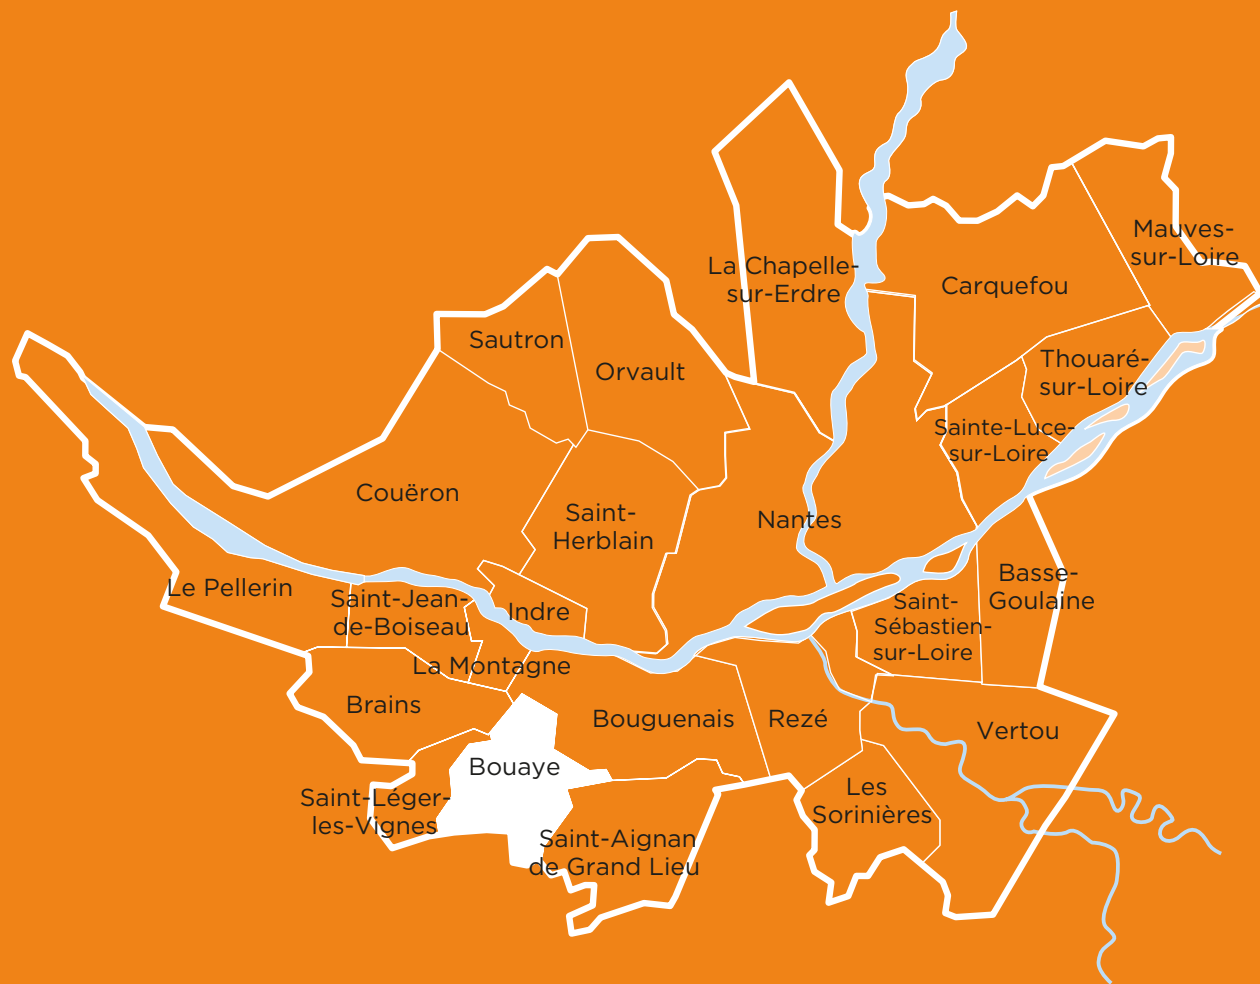 Mauves-
sur-Loire
La Chapelle-
sur-Erdre
Carquefou
Sautron
Orvault
Thouaré-
sur-Loire
Sainte-Luce-
sur-Loire
Couëron
Saint-
Herblain
Nantes
Le Pellerin
Saint-Jean-
de-Boiseau
Indre
Basse-
Goulaine
Saint-
Sébastien-
sur-Loire
La Montagne
Brains
Bouguenais
Rezé
Vertou
Bouaye
Saint-Léger-
les-Vignes
Les
Sorinières
Saint-Aignan
de Grand Lieu